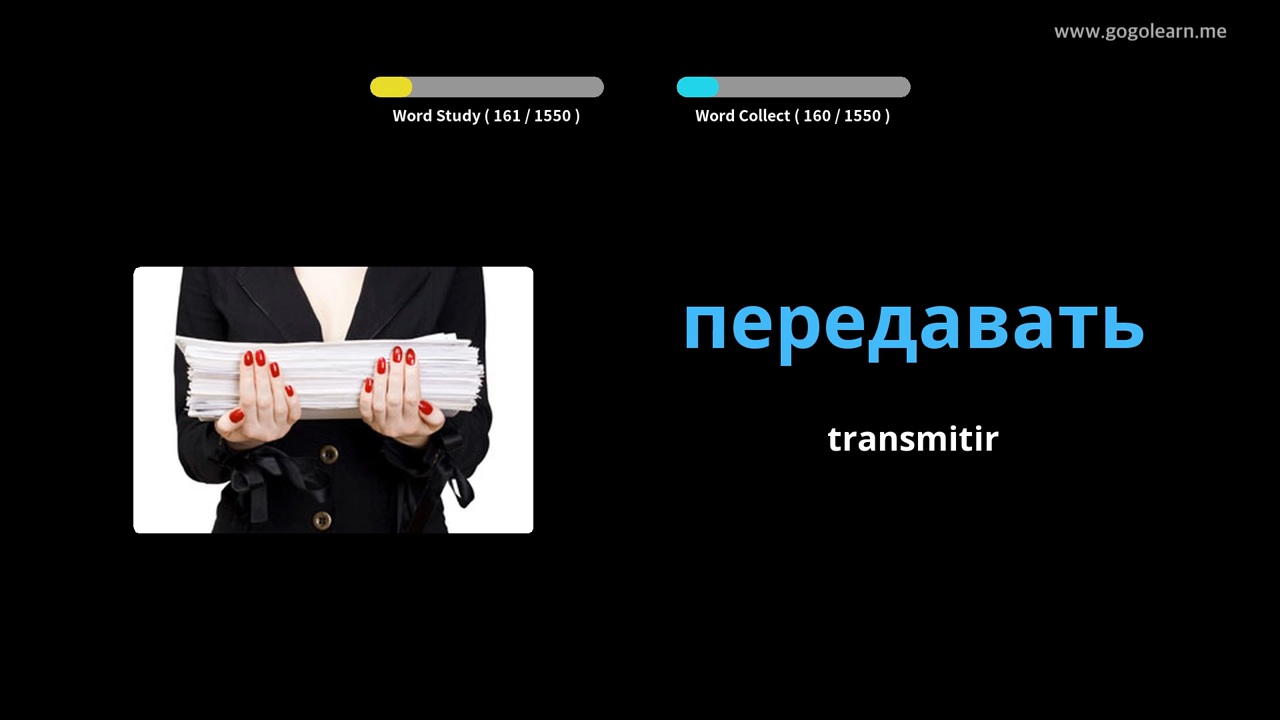 www.gogolearn.me
Word Study ( 161 / 1550 )
Word Collect ( 160 / 1550 )
передавать
transmitir